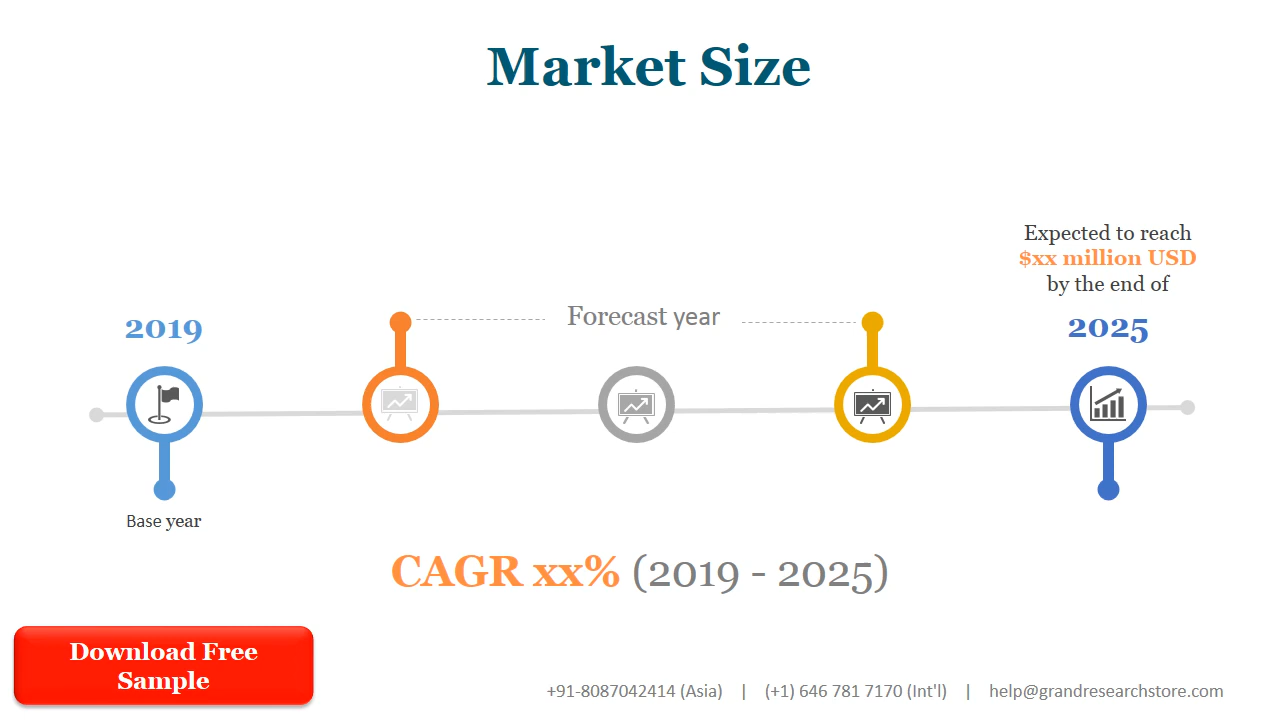 Market Size
Expected to reach
$xx million USD
by the end of
2025
2019
Forecast year
Base year
CAGR xx% (2019 - 2025)
Download Free
Sample
+91-8087042414 (Asia) | (+1) 646 781 7170 (Int'l) | help@grandresearchstore.com